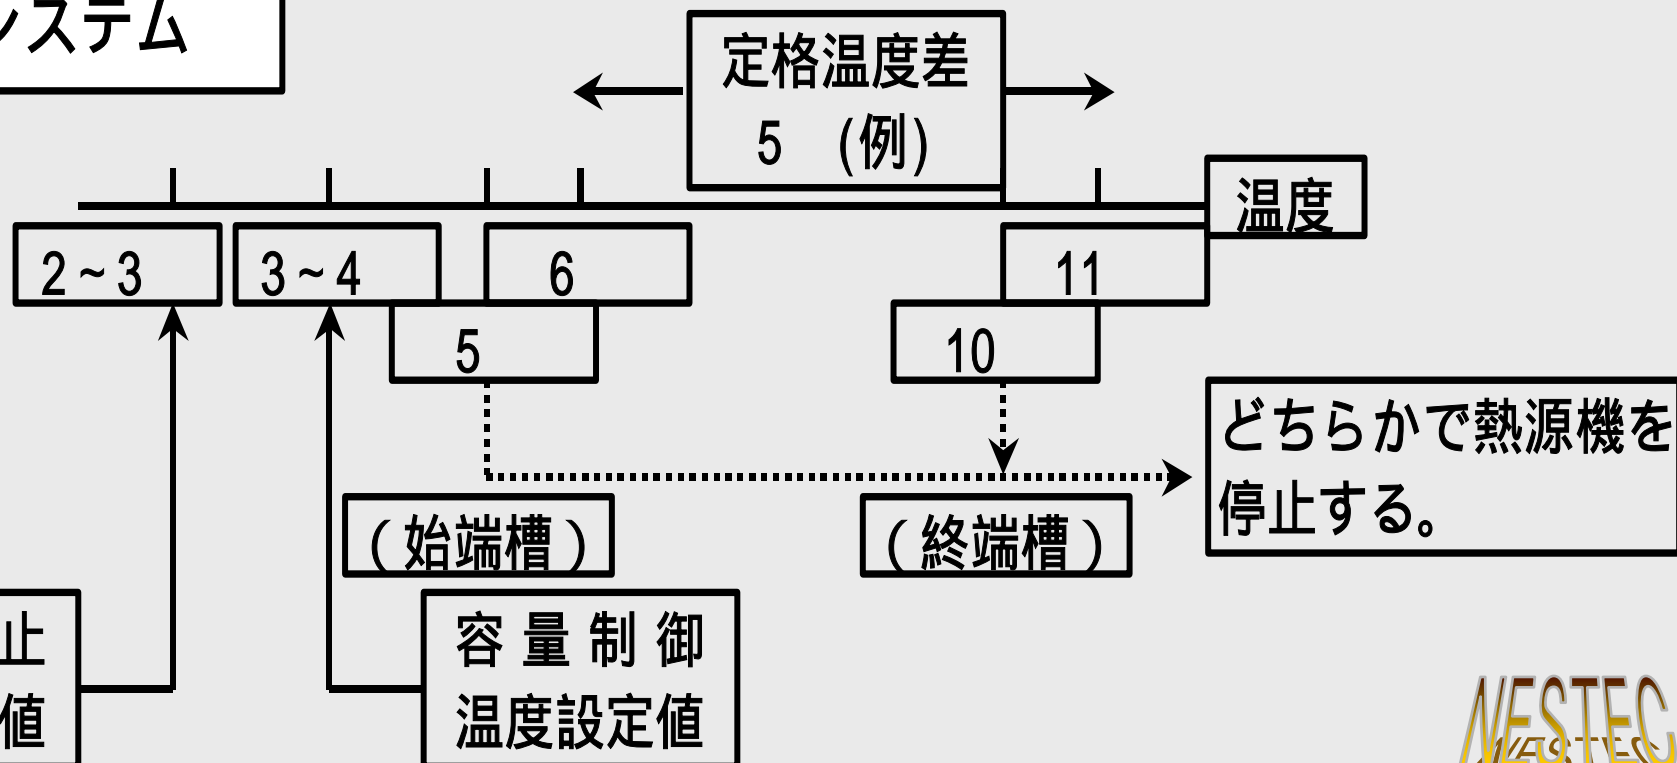 システム
定格温度差
5 (例)
温度
2～3
3～4
6
11
5
10
どちらかで熱源機を
停止する。
(始端槽)
(終端槽)
止
値
容量制御
温度設定値
WESTEC